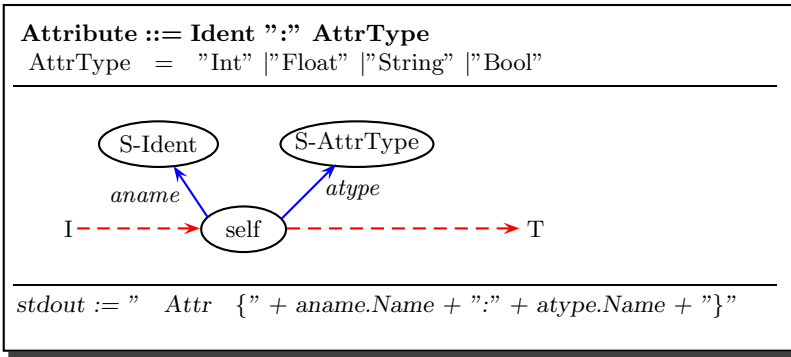 Attribute ::= Ident ”:” AttrType
AttrType = ”Int” |”Float” |”String” |”Bool”
S-Ident S-AttrType
aname atype
I self T
stdout := ” Attr {” + aname.Name + ”:” + atype.Name + ”}”